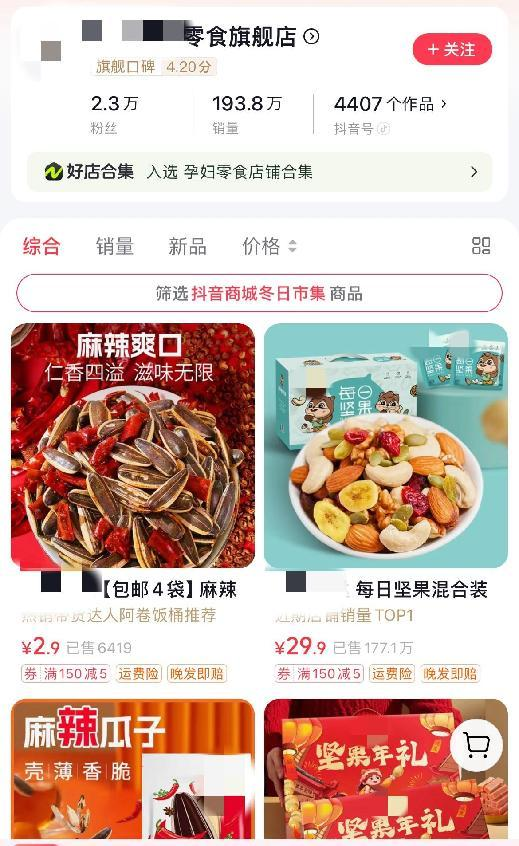 零食旗舰店
+ 关注
旗舰口碑 4.20分
2.3万
193.8万
4407个作品
粉丝
销量
抖音号
好店合集 入选 孕妇零食店铺合集
综合 销量 新品 价格
筛选抖音商城冬日市集商品
麻辣爽口
仁香四溢 滋味无限
每日坚果
【包邮4袋】麻辣
热销带货达人阿卷饭桶推荐
¥2.9 已售6419
券 满150减5 运费险 晚发即赔
每日坚果混合装
近期店铺销量TOP1
¥29.9 已售177.1万
券 满150减5 运费险 晚发即赔
麻辣瓜子
壳薄香脆
坚果年礼
坚果年礼